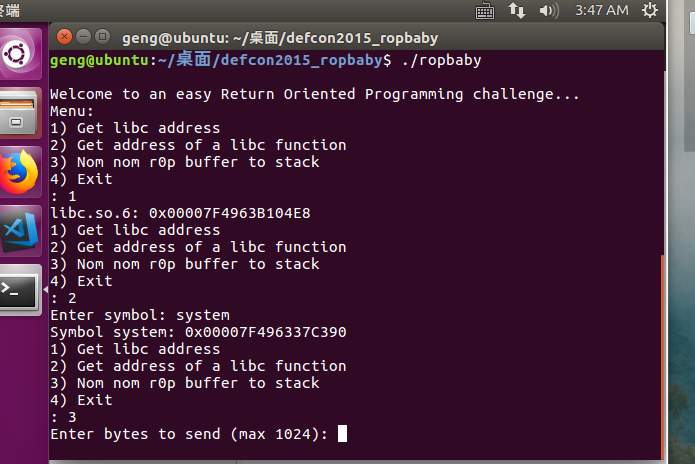 终端
3:47 AM
geng@ubuntu: ~/桌面/defcon2015_ropbaby
geng@ubuntu:~/桌面/defcon2015_ropbaby$ ./ropbaby
Welcome to an easy Return Oriented Programming challenge...
Menu:
1) Get libc address
2) Get address of a libc function
3) Nom nom r0p buffer to stack
4) Exit
: 1
libc.so.6: 0x00007F4963B104E8
1) Get libc address
2) Get address of a libc function
3) Nom nom r0p buffer to stack
4) Exit
: 2
Enter symbol: system
Symbol system: 0x00007F496337C390
1) Get libc address
2) Get address of a libc function
3) Nom nom r0p buffer to stack
4) Exit
: 3
Enter bytes to send (max 1024):